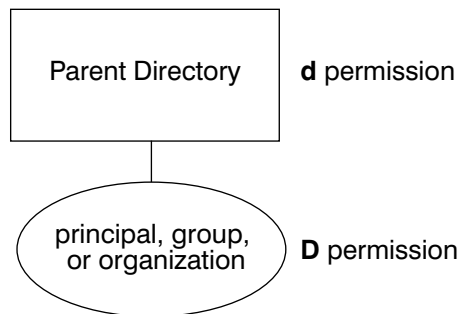 Parent Directory
d permission
principal, group,
or organization
D permission